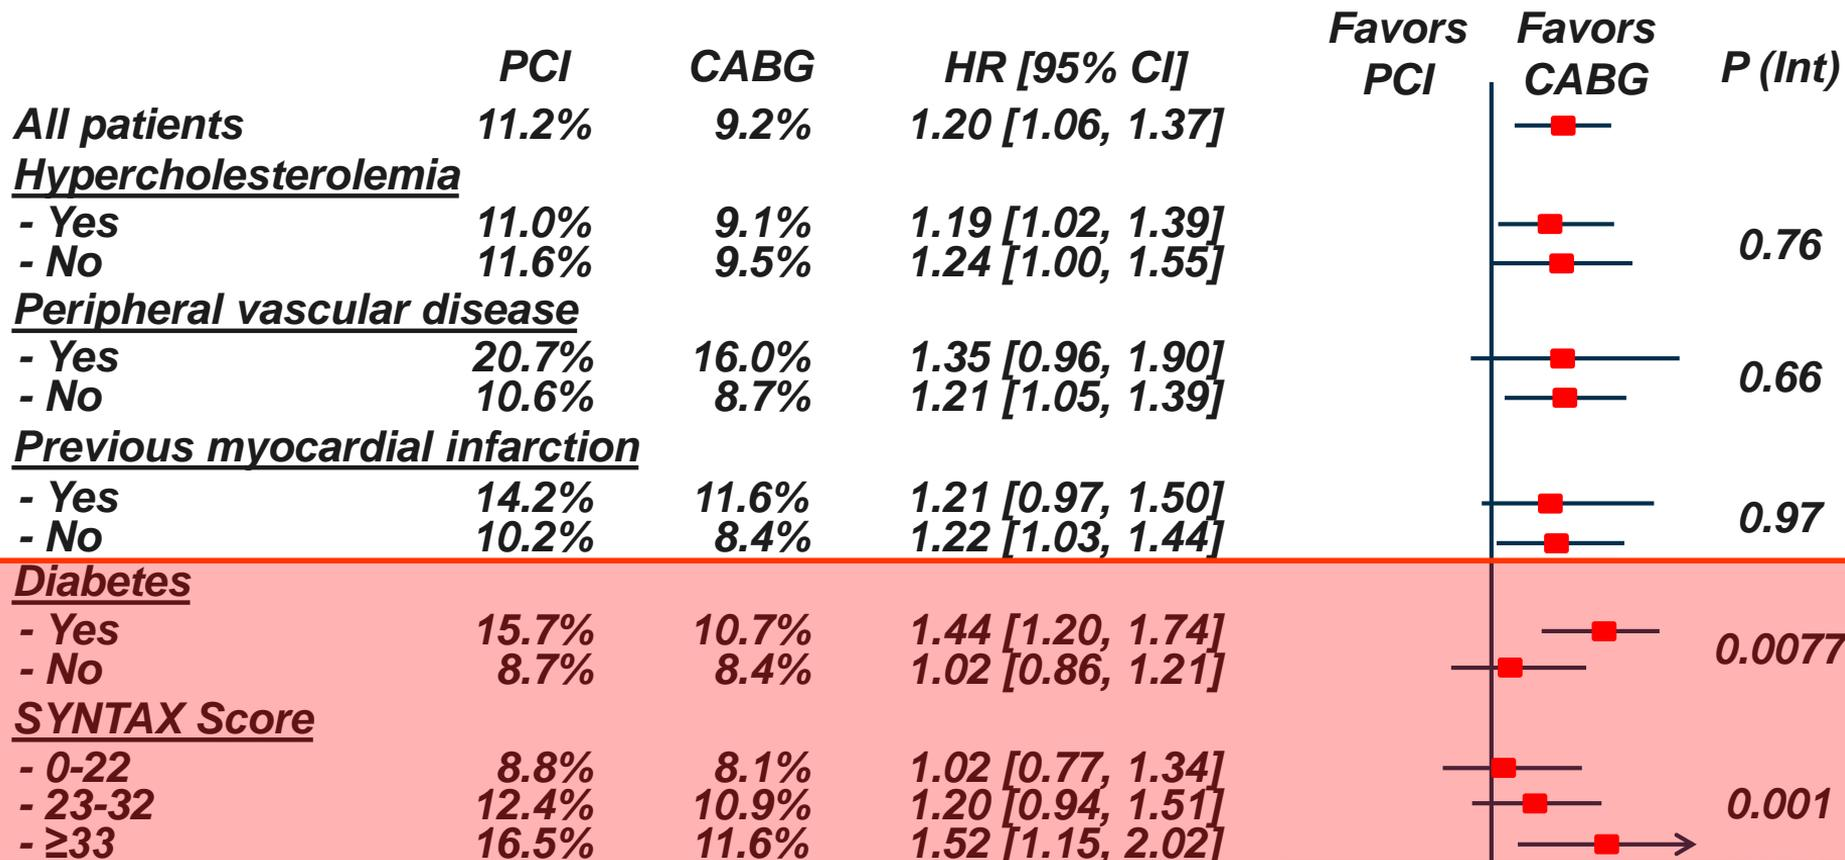 PCI CABG HR [95% CI] Favors PCI Favors CABG P (Int)
All patients 11.2% 9.2% 1.20 [1.06, 1.37]
Hypercholesterolemia
- Yes 11.0% 9.1% 1.19 [1.02, 1.39]
0.76
- No 11.6% 9.5% 1.24 [1.00, 1.55]
Peripheral vascular disease
- Yes 20.7% 16.0% 1.35 [0.96, 1.90]
0.66
- No 10.6% 8.7% 1.21 [1.05, 1.39]
Previous myocardial infarction
- Yes 14.2% 11.6% 1.21 [0.97, 1.50]
0.97
- No 10.2% 8.4% 1.22 [1.03, 1.44]
Diabetes
- Yes 15.7% 10.7% 1.44 [1.20, 1.74]
0.0077
- No 8.7% 8.4% 1.02 [0.86, 1.21]
SYNTAX Score
- 0-22 8.8% 8.1% 1.02 [0.77, 1.34]
- 23-32 12.4% 10.9% 1.20 [0.94, 1.51] 0.001
- ≥33 16.5% 11.6% 1.52 [1.15, 2.02]